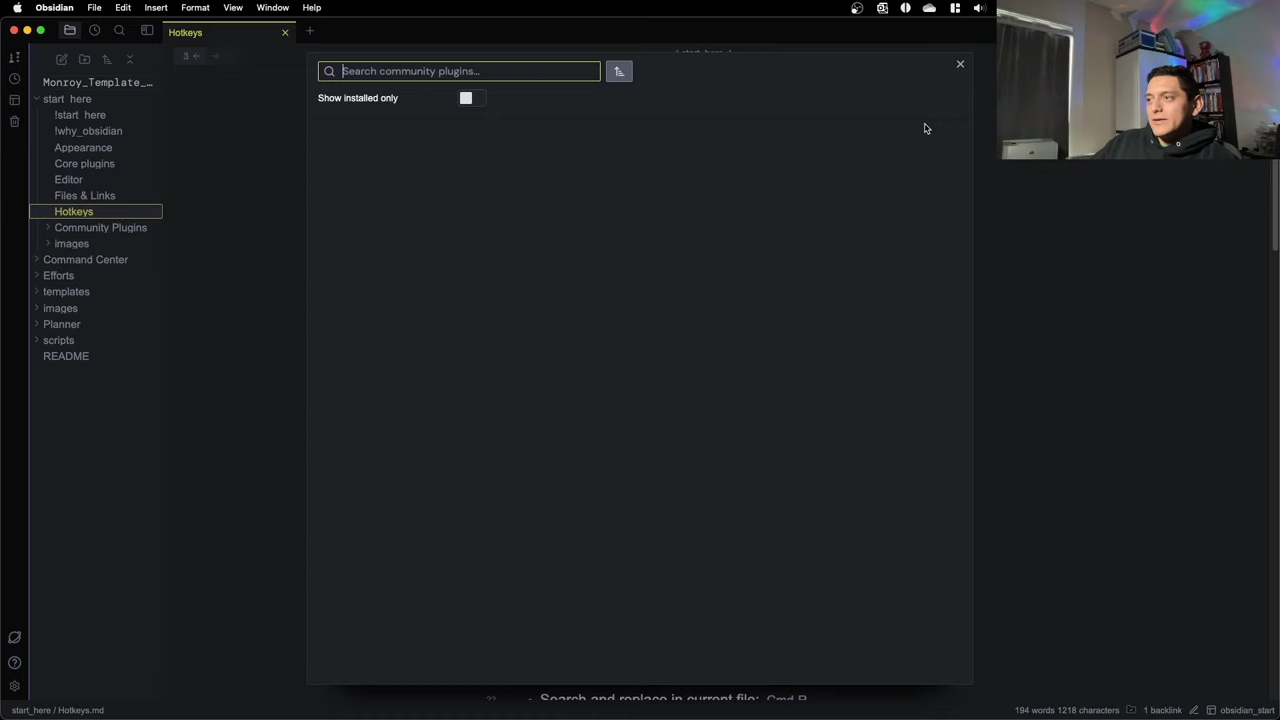 Obsidian File Edit Insert Format View Window Help
Hotkeys
3
Search community plugins...
Show installed only
Monroy_Template_...
start here
!start here
!why_obsidian
Appearance
Core plugins
Editor
Files & Links
Hotkeys
Community Plugins
images
Command Center
Efforts
templates
images
Planner
scripts
README
Search and replace in current file: Cmd R
start_here / Hotkeys.md
194 words 1218 characters
1 backlink
obsidian_start